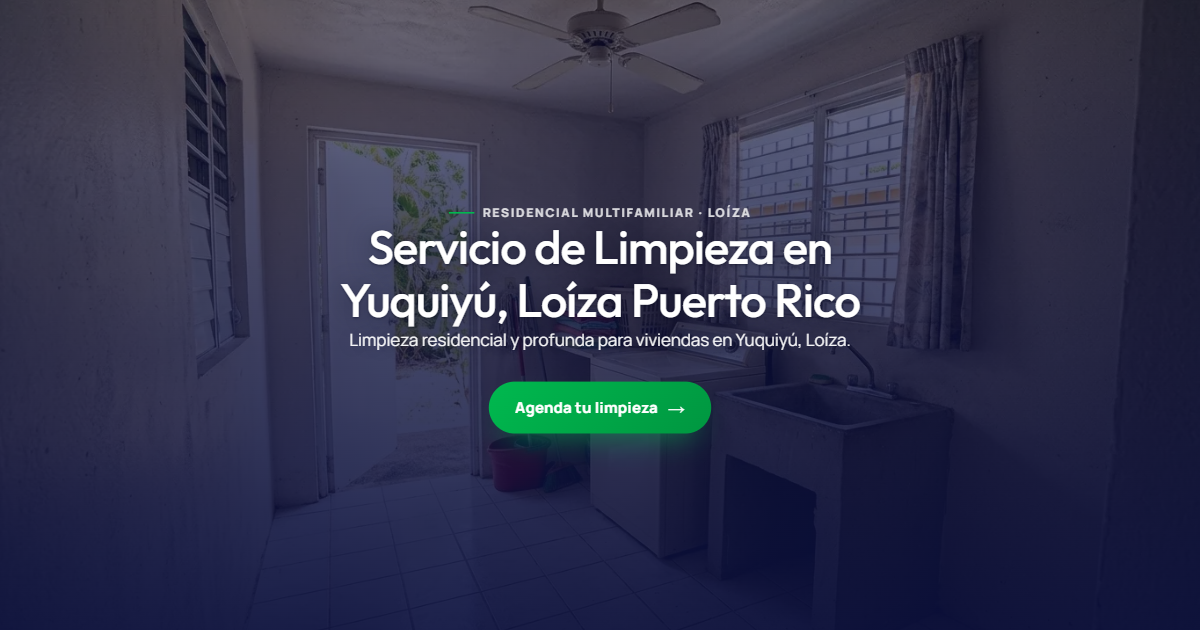 RESIDENCIAL MULTIFAMILIAR · LOÍZA
Servicio de Limpieza en
Yuquiyú, Loíza Puerto Rico
Limpieza residencial y profunda para viviendas en Yuquiyú, Loíza.
Agenda tu limpieza →